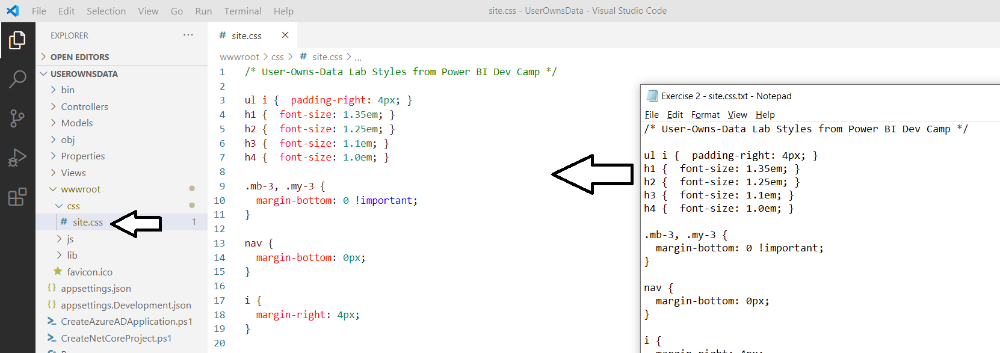 File Edit Selection View Go Run Terminal Help
site.css - UserOwnsData - Visual Studio Code
EXPLORER
OPEN EDITORS
USEROWNSDATA
bin
Controllers
Models
obj
Properties
Views
wwwroot
css
# site.css 1
js
lib
favicon.ico
{} appsettings.json
{} appsettings.Development.json
CreateAzureADApplication.ps1
CreateNetCoreProject.ps1
# site.css
wwwroot > css > # site.css > ...
1 /* User-Owns-Data Lab Styles from Power BI Dev Camp */
2
3 ul i {  padding-right: 4px; }
4 h1 {  font-size: 1.35em; }
5 h2 {  font-size: 1.25em; }
6 h3 {  font-size: 1.1em; }
7 h4 {  font-size: 1.0em; }
8
9 .mb-3, .my-3 {
10   margin-bottom: 0 !important;
11 }
12
13 nav {
14   margin-bottom: 0px;
15 }
16
17 i {
18   margin-right: 4px;
19 }
20
Exercise 2 - site.css.txt - Notepad
File Edit Format View Help
/* User-Owns-Data Lab Styles from Power BI Dev Camp */
ul i {  padding-right: 4px; }
h1 {  font-size: 1.35em; }
h2 {  font-size: 1.25em; }
h3 {  font-size: 1.1em; }
h4 {  font-size: 1.0em; }
.mb-3, .my-3 {
  margin-bottom: 0 !important;
}
nav {
  margin-bottom: 0px;
}
i {
  margin-right: 4px;